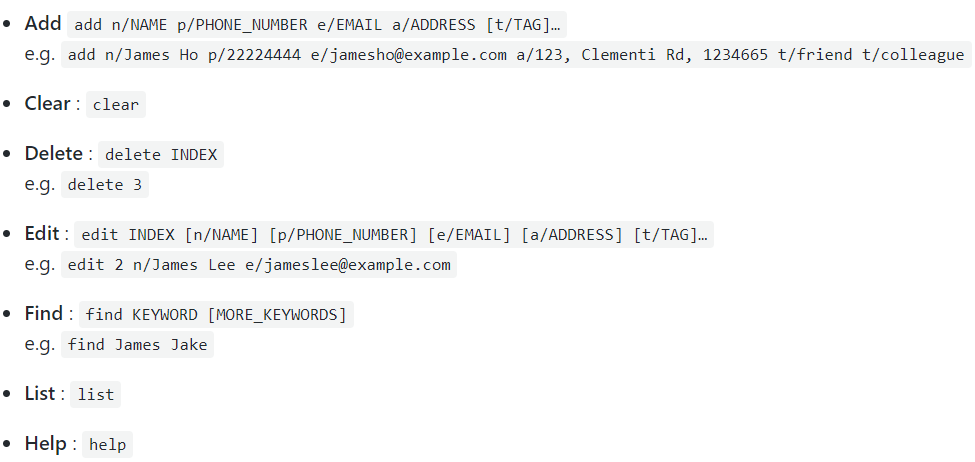 • Add add n/NAME p/PHONE_NUMBER e/EMAIL a/ADDRESS [t/TAG]…
e.g. add n/James Ho p/22224444 e/jamesho@example.com a/123, Clementi Rd, 1234665 t/friend t/colleague
• Clear : clear
• Delete : delete INDEX
e.g. delete 3
• Edit : edit INDEX [n/NAME] [p/PHONE_NUMBER] [e/EMAIL] [a/ADDRESS] [t/TAG]…
e.g. edit 2 n/James Lee e/jameslee@example.com
• Find : find KEYWORD [MORE_KEYWORDS]
e.g. find James Jake
• List : list
• Help : help